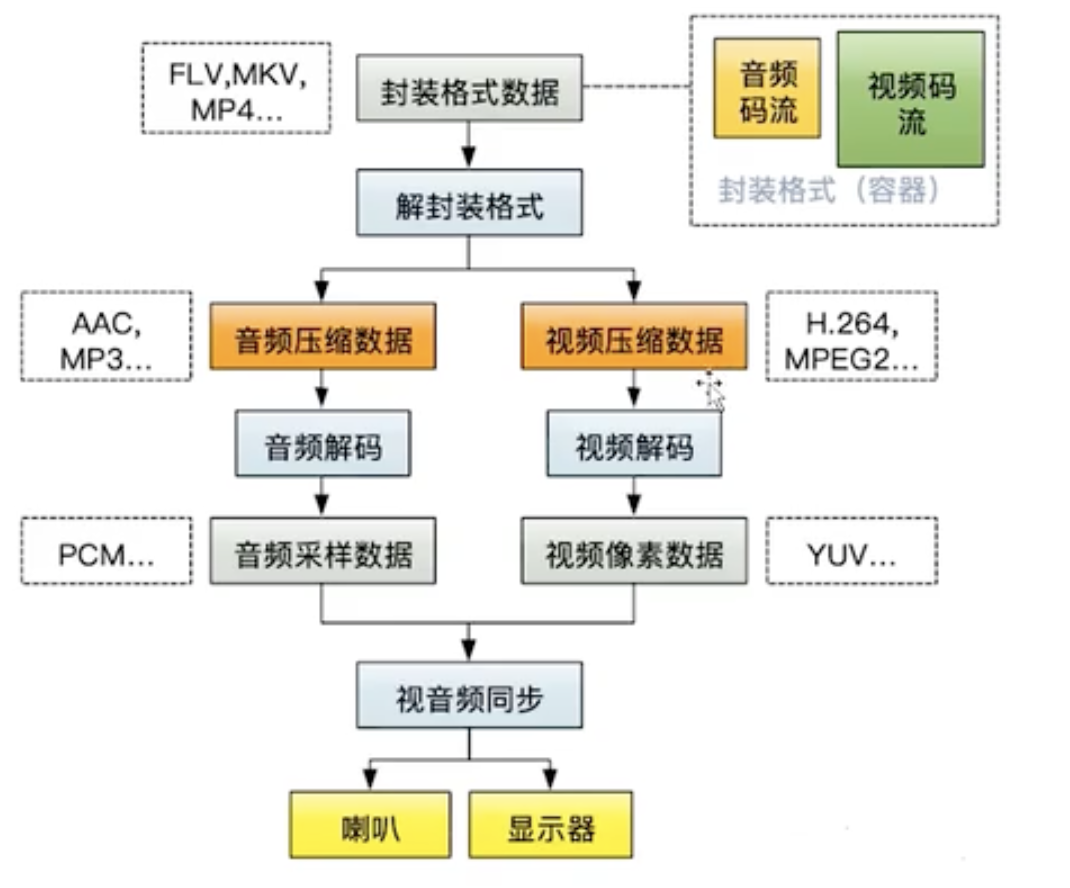 FLV,MKV,
MP4...
封装格式数据
音频
码流
视频码
流
封装格式（容器）
解封装格式
AAC,
MP3...
音频压缩数据
视频压缩数据
H.264,
MPEG2...
音频解码
视频解码
PCM...
音频采样数据
视频像素数据
YUV...
视音频同步
喇叭
显示器